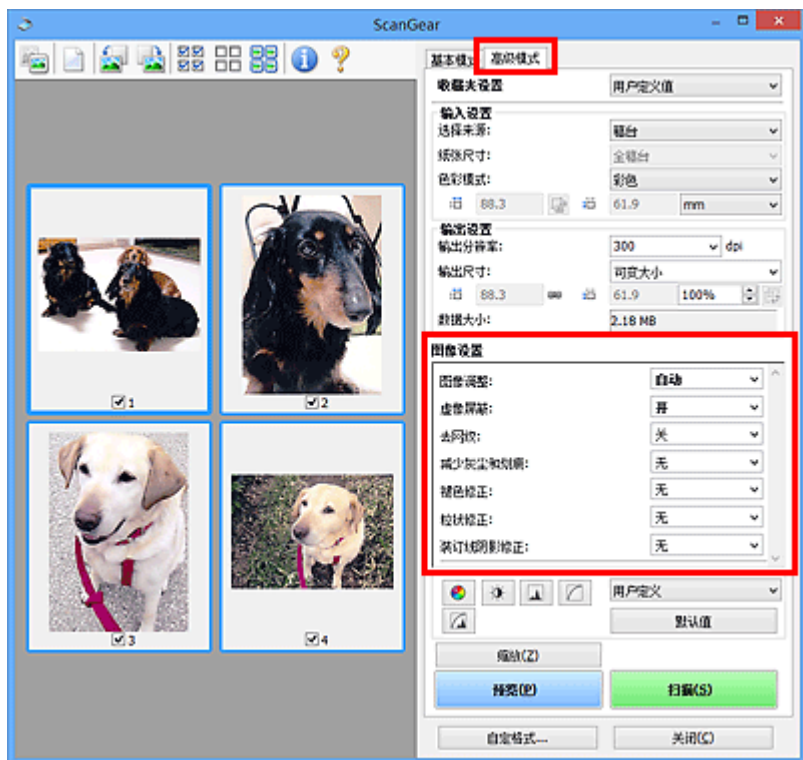 ScanGear
基本模式 高级模式
收藏夹设置 用户定义值
输入设置
选择来源: 稿台
纸张尺寸: 全稿台
色彩模式: 彩色
88.3 61.9 mm
输出设置
输出分辨率: 300 dpi
输出尺寸: 可变大小
88.3 61.9 100%
数据大小: 2.18 MB
图像设置
图像调整: 自动
虚像屏蔽: 开
去网纹: 关
减少灰尘和划痕: 无
褪色修正: 无
粒状修正: 无
装订线阴影修正: 无
用户定义
默认值
缩放(Z)
预览(P) 扫描(S)
自定格式... 关闭(C)
1 2
3 4